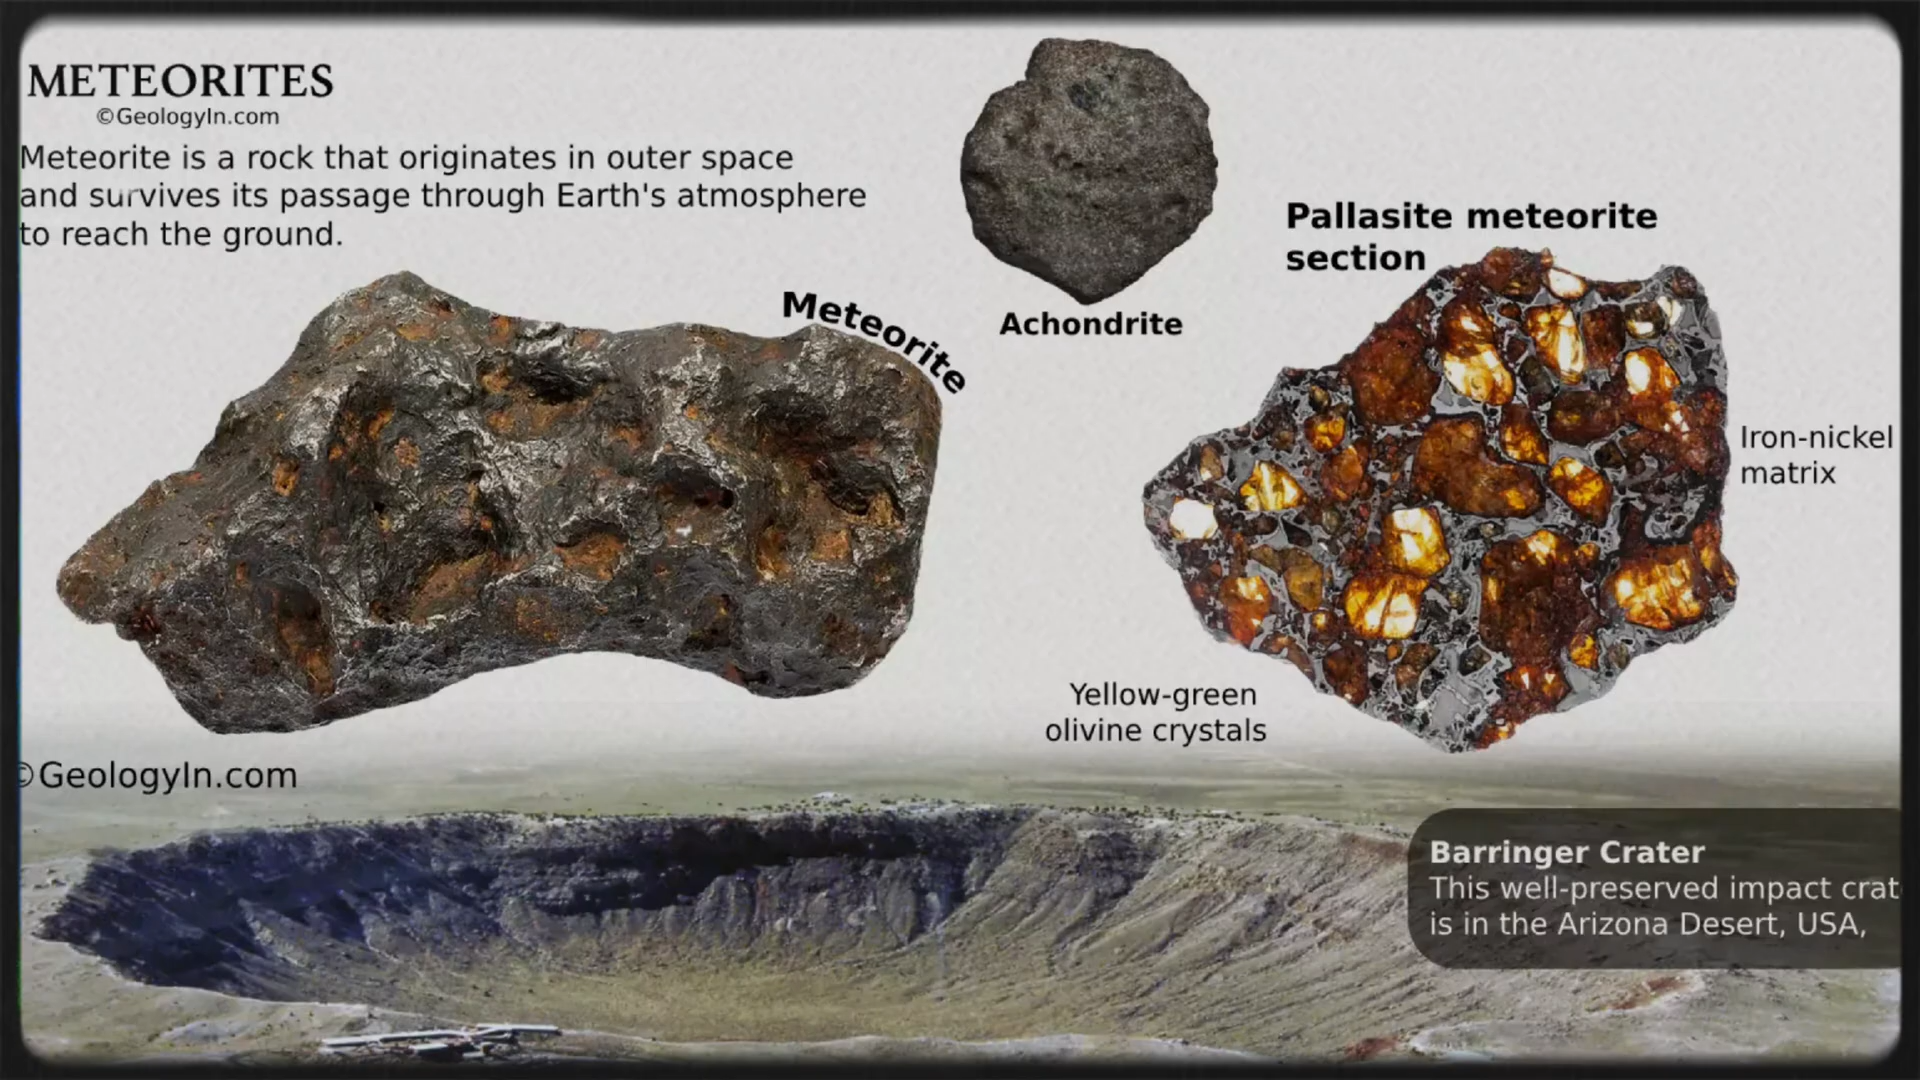 METEORITES
©GeologyIn.com
Meteorite is a rock that originates in outer space
and survives its passage through Earth's atmosphere
to reach the ground.
Meteorite
Achondrite
Pallasite meteorite
section
Iron-nickel
matrix
Yellow-green
olivine crystals
©GeologyIn.com
Barringer Crater
This well-preserved impact crat
is in the Arizona Desert, USA,